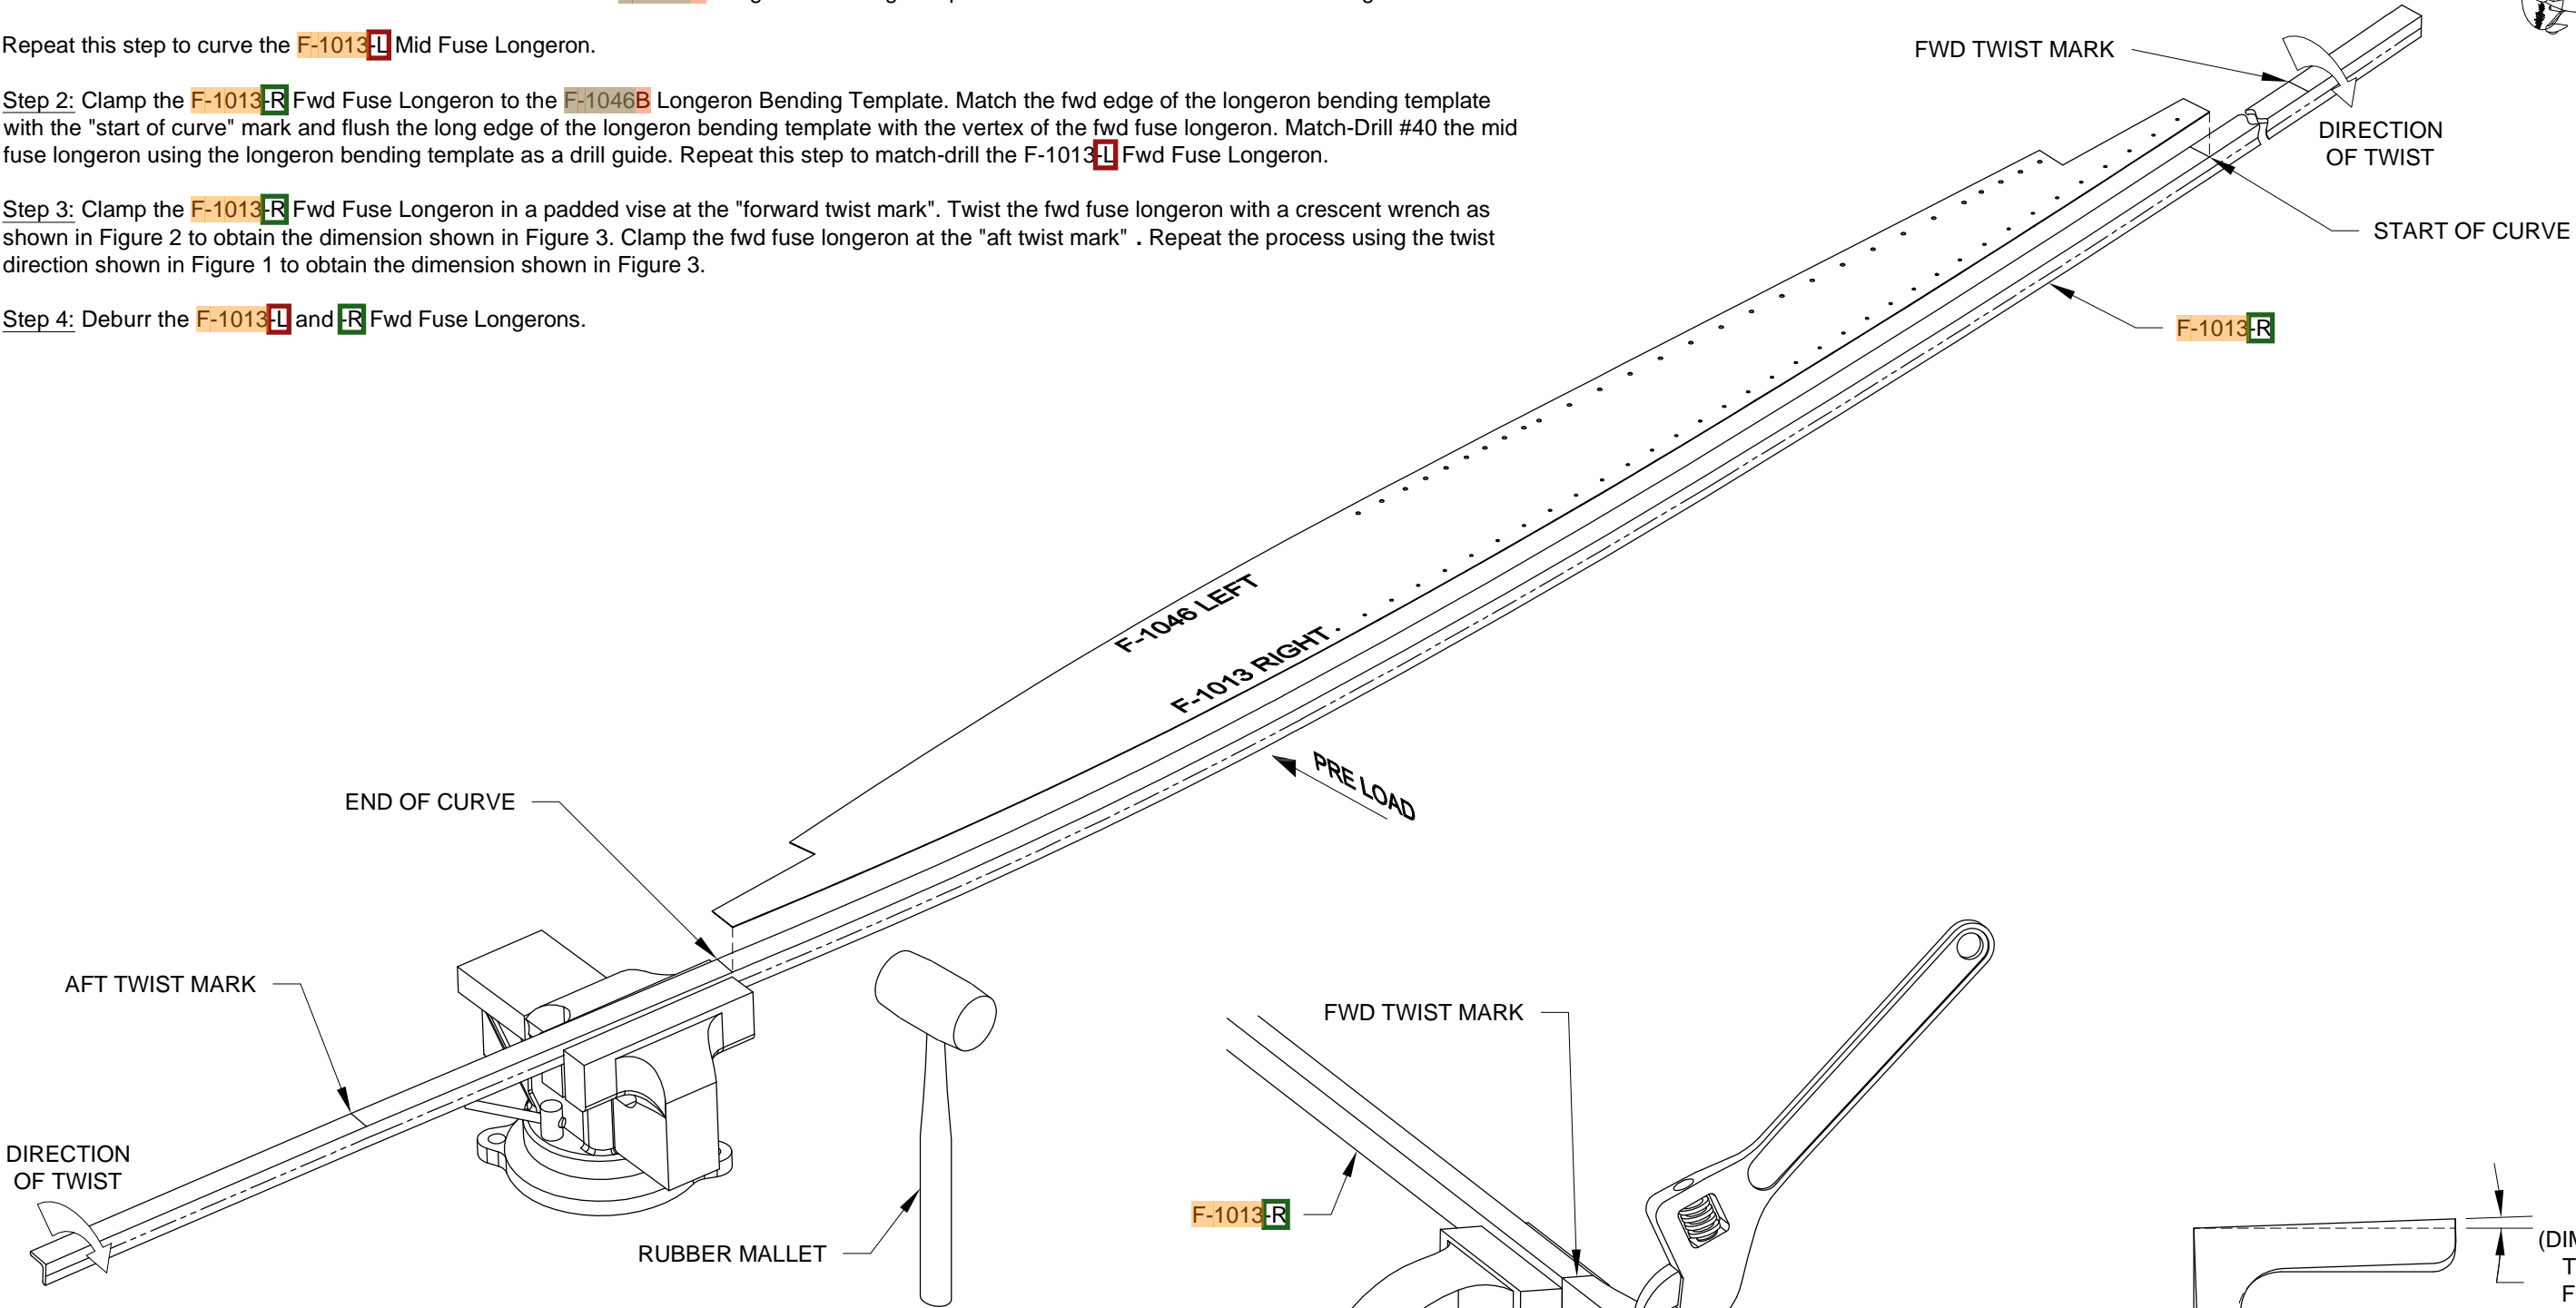 Repeat this step to curve the F-1013-L Mid Fuse Longeron.
Step 2: Clamp the F-1013-R Fwd Fuse Longeron to the F-1046B Longeron Bending Template. Match the fwd edge of the longeron bending template
with the "start of curve" mark and flush the long edge of the longeron bending template with the vertex of the fwd fuse longeron. Match-Drill #40 the mid
fuse longeron using the longeron bending template as a drill guide. Repeat this step to match-drill the F-1013-L Fwd Fuse Longeron.
Step 3: Clamp the F-1013-R Fwd Fuse Longeron in a padded vise at the "forward twist mark". Twist the fwd fuse longeron with a crescent wrench as
shown in Figure 2 to obtain the dimension shown in Figure 3. Clamp the fwd fuse longeron at the "aft twist mark" . Repeat the process using the twist
direction shown in Figure 1 to obtain the dimension shown in Figure 3.
Step 4: Deburr the F-1013-L and -R Fwd Fuse Longerons.
FWD TWIST MARK
DIRECTION
OF TWIST
START OF CURVE
F-1013-R
F-1046 LEFT
F-1013 RIGHT
PRE LOAD
END OF CURVE
AFT TWIST MARK
DIRECTION
OF TWIST
RUBBER MALLET
FWD TWIST MARK
F-1013-R